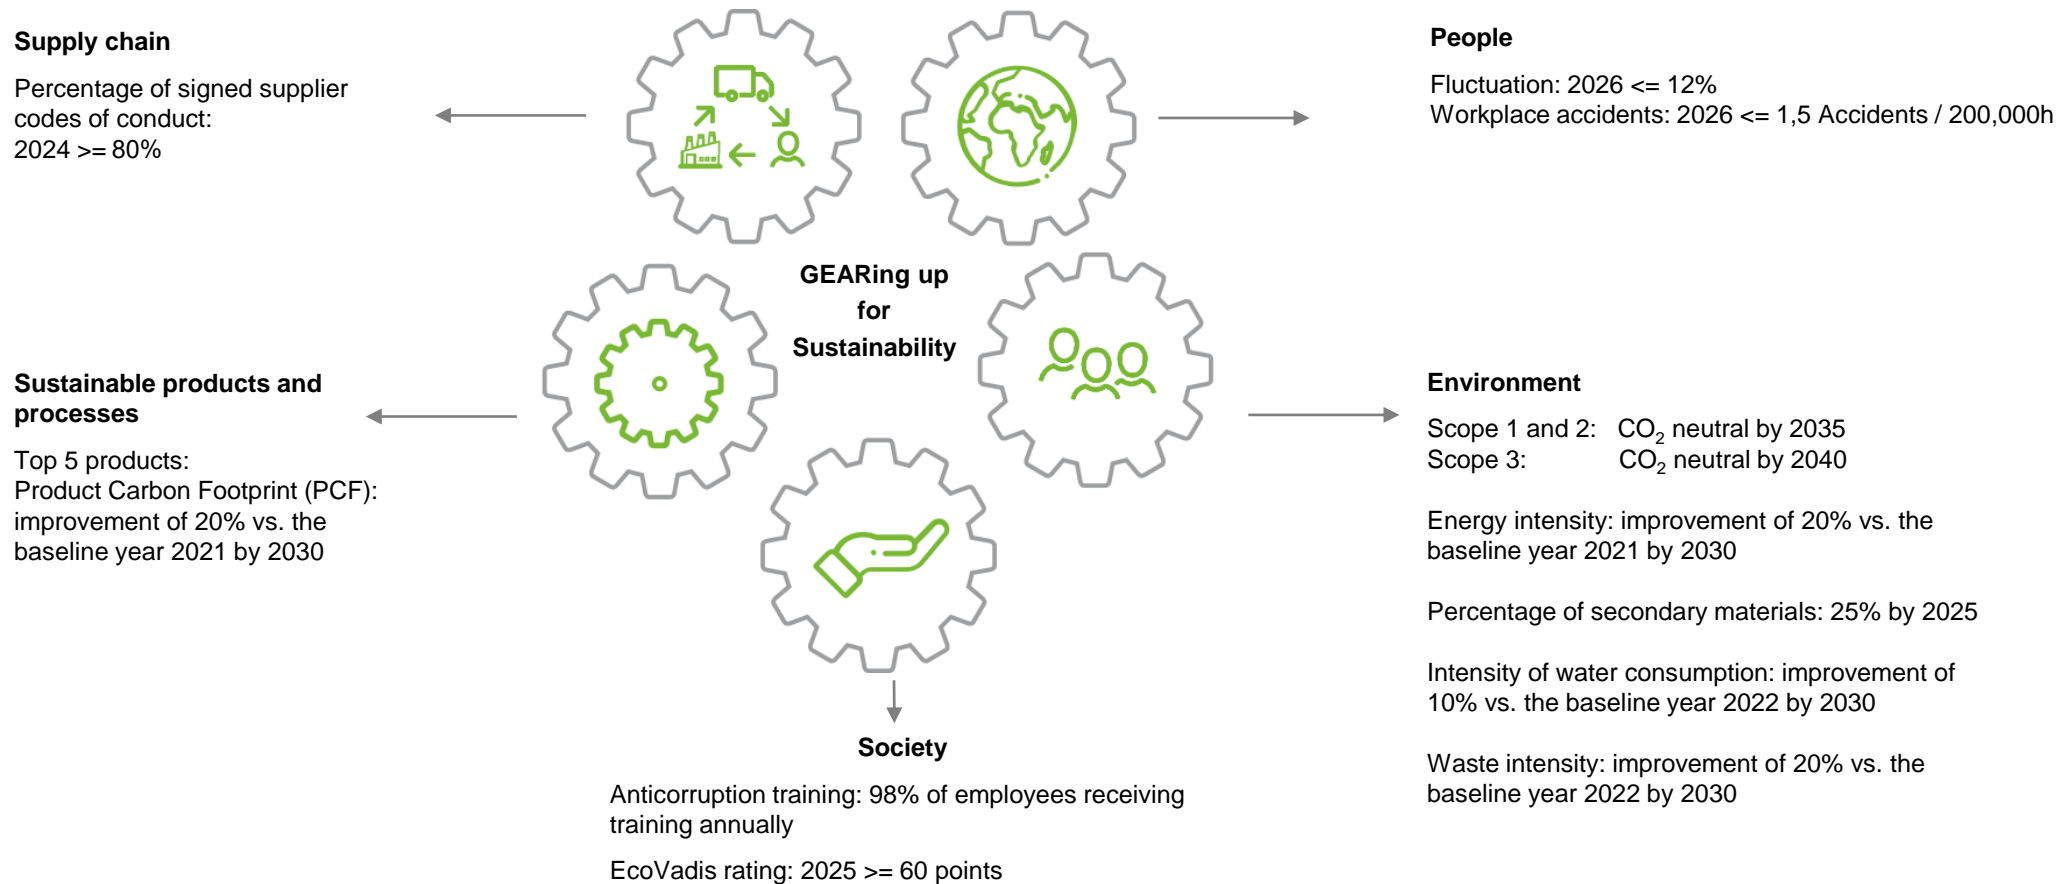 Supply chain
Percentage of signed supplier
codes of conduct:
2024 >= 80%
People
Fluctuation: 2026 <= 12%
Workplace accidents: 2026 <= 1,5 Accidents / 200,000h
GEARing up
for
Sustainability
Sustainable products and
processes
Top 5 products:
Product Carbon Footprint (PCF):
improvement of 20% vs. the
baseline year 2021 by 2030
Environment
Scope 1 and 2: CO₂ neutral by 2035
Scope 3: CO₂ neutral by 2040
Energy intensity: improvement of 20% vs. the
baseline year 2021 by 2030
Percentage of secondary materials: 25% by 2025
Intensity of water consumption: improvement of
10% vs. the baseline year 2022 by 2030
Waste intensity: improvement of 20% vs. the
baseline year 2022 by 2030
Society
Anticorruption training: 98% of employees receiving
training annually
EcoVadis rating: 2025 >= 60 points